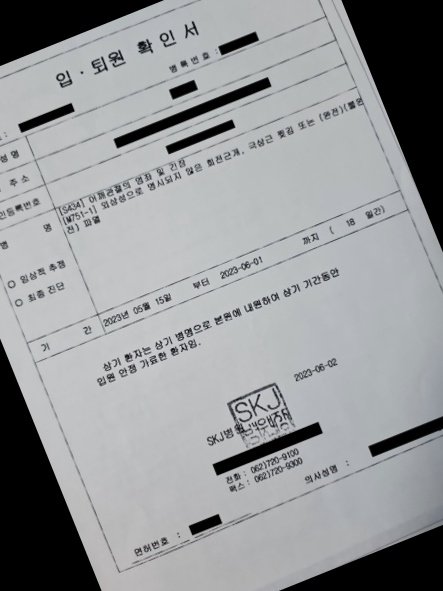 입 · 퇴원 확 인 서
병록번호 :
성 명
주 소
민등록번호
병 명
[S434] 어깨관절의 염좌 및 긴장
[M751-1] 외상성으로 명시되지 않은 회전근개, 극상근 찢김 또는 (완전)(불완
전) 파열
○ 임상적 추정
○ 최종 진단
기 간
2023년 05월 15일 부터 2023-06-01 까지 ( 18 일간)
상기 환자는 상기 병명으로 본원에 내원하여 상기 기간동안
입원 안정 가료한 환자임.
2023-06-02
SKJ
SKJ병원
전화 : 062)720-9100
팩스 : 062)720-9300
의사성명 :
면허번호 :